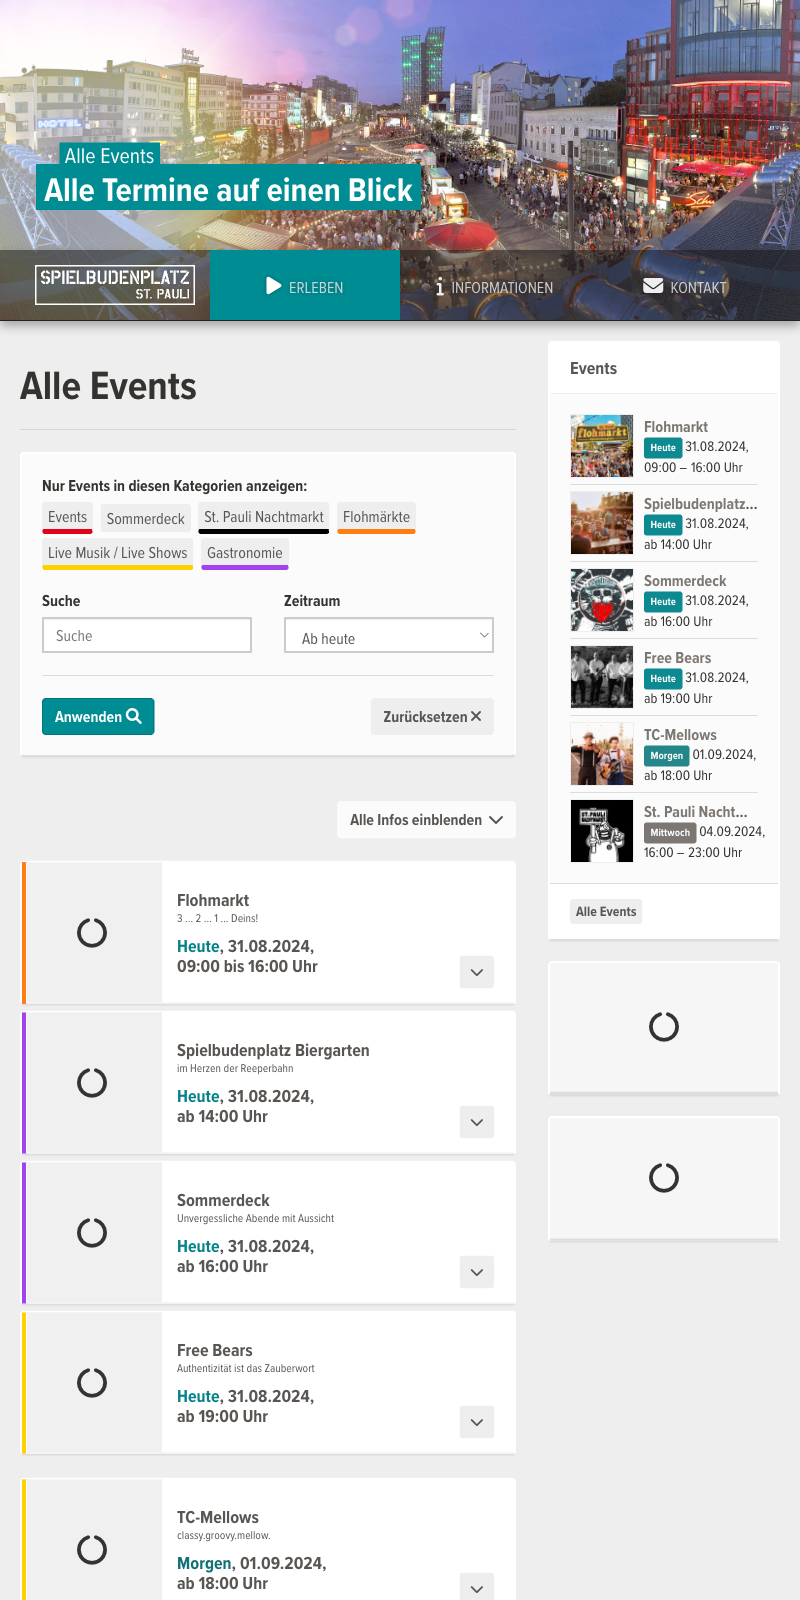 HOTEL
Alle Events
Alle Termine auf einen Blick
SPIELBUDENPLATZ
ST. PAULI
ERLEBEN
INFORMATIONEN
KONTAKT
Alle Events
Nur Events in diesen Kategorien anzeigen:
Events Sommerdeck St. Pauli Nachtmarkt Flohmärkte
Live Musik / Live Shows Gastronomie
Suche
Suche
Zeitraum
Ab heute
Anwenden
Zurücksetzen
Alle Infos einblenden
Flohmarkt
3 ... 2 ... 1 ... Deins!
Heute, 31.08.2024,
09:00 bis 16:00 Uhr
Spielbudenplatz Biergarten
im Herzen der Reeperbahn
Heute, 31.08.2024,
ab 14:00 Uhr
Sommerdeck
Unvergessliche Abende mit Aussicht
Heute, 31.08.2024,
ab 16:00 Uhr
Free Bears
Authentizität ist das Zauberwort
Heute, 31.08.2024,
ab 19:00 Uhr
TC-Mellows
classy.groovy.mellow.
Morgen, 01.09.2024,
ab 18:00 Uhr
Events
flohmarkt
Flohmarkt
Heute 31.08.2024,
09:00 – 16:00 Uhr
Spielbudenplatz...
Heute 31.08.2024,
ab 14:00 Uhr
Sommerdeck
Heute 31.08.2024,
ab 16:00 Uhr
Free Bears
Heute 31.08.2024,
ab 19:00 Uhr
TC-Mellows
Morgen 01.09.2024,
ab 18:00 Uhr
ST. PAULI
NACHTMARKT
St. Pauli Nacht...
Mittwoch 04.09.2024,
16:00 – 23:00 Uhr
Alle Events